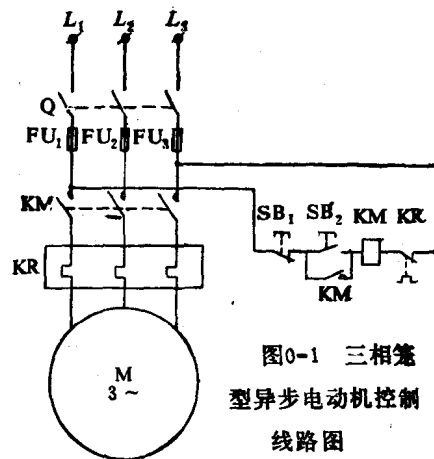 L₁ L₂ L₃
Q
FU₁ FU₂ FU₃
SB₁ SB₂ KM KR
KM
KM
KR
M
3~
图0-1 三相笼
型异步电动机控制
线路图